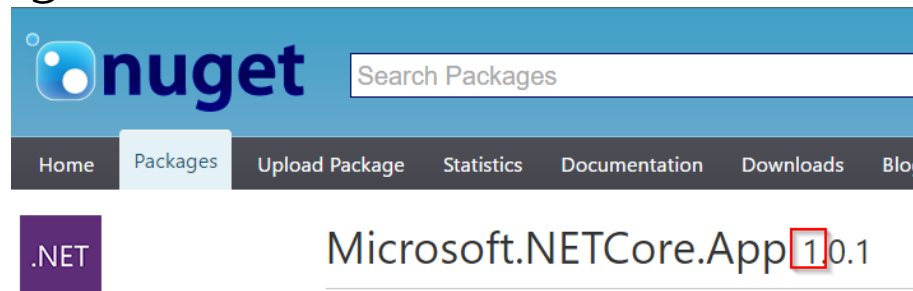 nuget
Search Packages
Home Packages Upload Package Statistics Documentation Downloads
.NET
Microsoft.NETCore.App 1.0.1